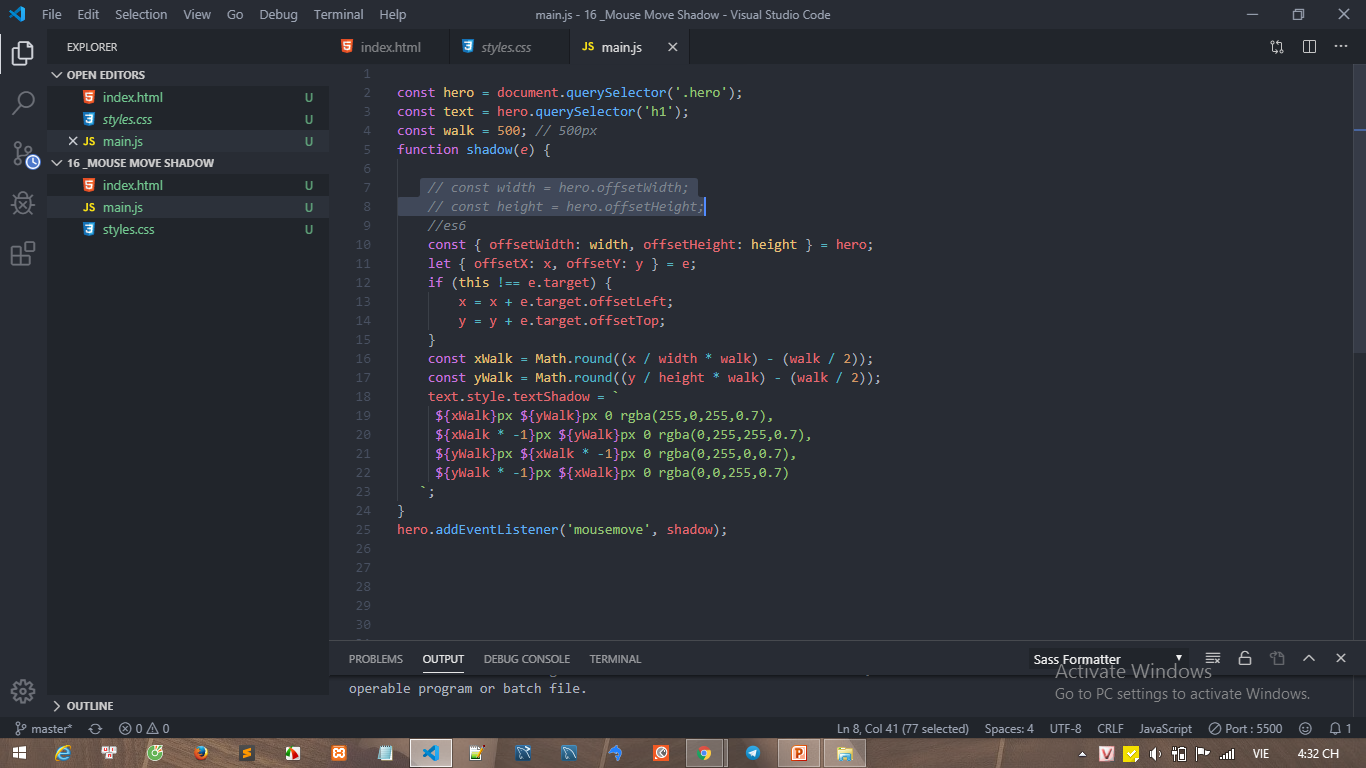 File Edit Selection View Go Debug Terminal Help main.js - 16 _Mouse Move Shadow - Visual Studio Code
EXPLORER
index.html styles.css JS main.js
OPEN EDITORS
index.html U
styles.css U
JS main.js U
16 _MOUSE MOVE SHADOW
index.html U
JS main.js U
styles.css U
OUTLINE
1
2 const hero = document.querySelector('.hero');
3 const text = hero.querySelector('h1');
4 const walk = 500; // 500px
5 function shadow(e) {
6
7 // const width = hero.offsetWidth;
8 // const height = hero.offsetHeight;
9 //es6
10 const { offsetWidth: width, offsetHeight: height } = hero;
11 let { offsetX: x, offsetY: y } = e;
12 if (this !== e.target) {
13 x = x + e.target.offsetLeft;
14 y = y + e.target.offsetTop;
15 }
16 const xWalk = Math.round((x / width * walk) - (walk / 2));
17 const yWalk = Math.round((y / height * walk) - (walk / 2));
18 text.style.textShadow = `
19 ${xWalk}px ${yWalk}px 0 rgba(255,0,255,0.7),
20 ${xWalk * -1}px ${yWalk}px 0 rgba(0,255,255,0.7),
21 ${yWalk}px ${xWalk * -1}px 0 rgba(0,255,0,0.7),
22 ${yWalk * -1}px ${xWalk}px 0 rgba(0,0,255,0.7)
23 `;
24 }
25 hero.addEventListener('mousemove', shadow);
26
27
28
29
30
PROBLEMS OUTPUT DEBUG CONSOLE TERMINAL Sass Formatter
operable program or batch file.
Activate Windows
Go to PC settings to activate Windows.
master* 0 0 Ln 8, Col 41 (77 selected) Spaces: 4 UTF-8 CRLF JavaScript Port : 5500 1
VIE 4:32 CH